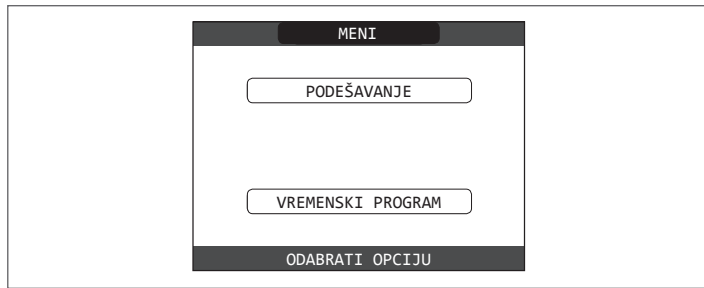 MENI
PODEŠAVANJE
VREMENSKI PROGRAM
ODABRATI OPCIJU